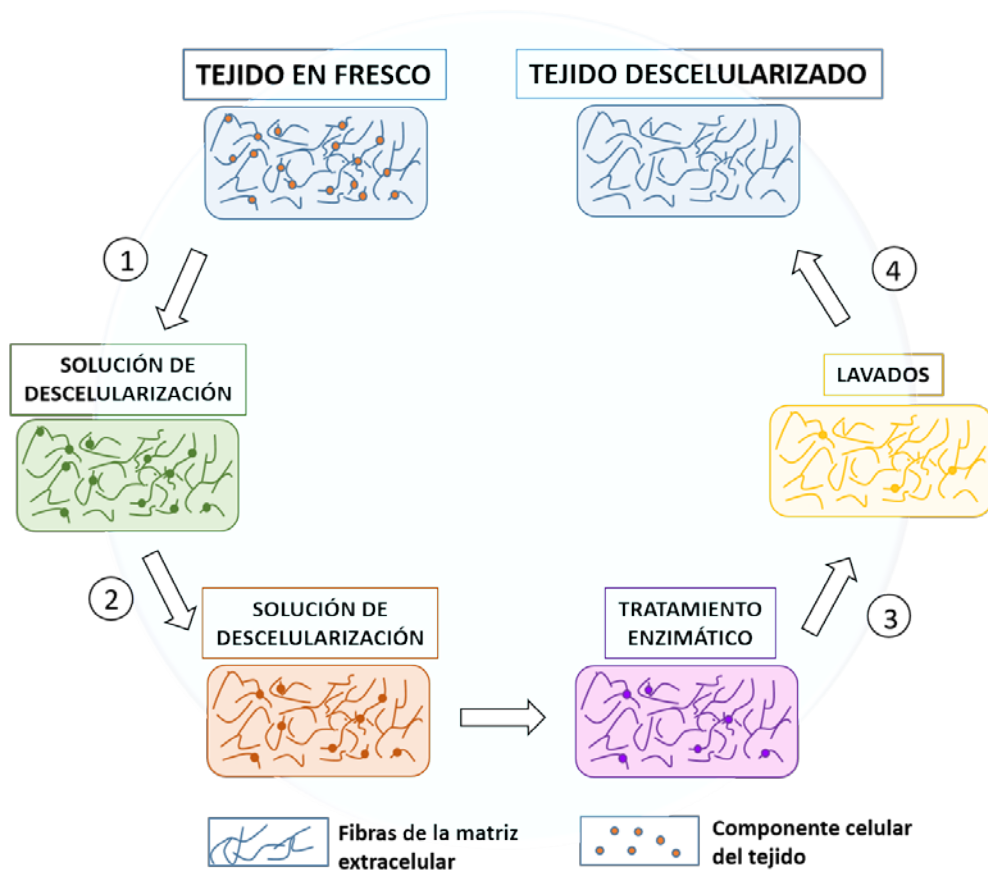 TEJIDO EN FRESCO
TEJIDO DESCELULARIZADO
1
4
SOLUCIÓN DE
DESCELULARIZACIÓN
LAVADOS
2
SOLUCIÓN DE
DESCELULARIZACIÓN
TRATAMIENTO
ENZIMÁTICO
3
Fibras de la matriz
extracelular
Componente celular
del tejido